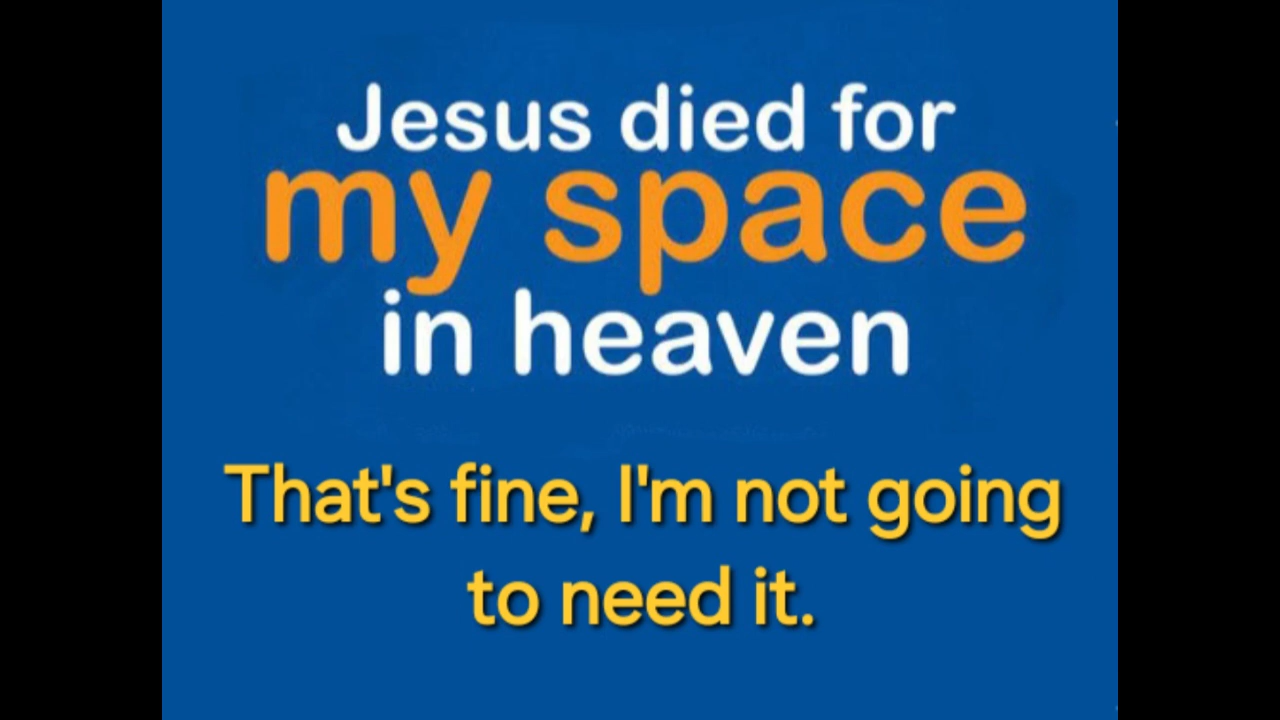 Jesus died for
my space
in heaven
That's fine, I'm not going
to need it.